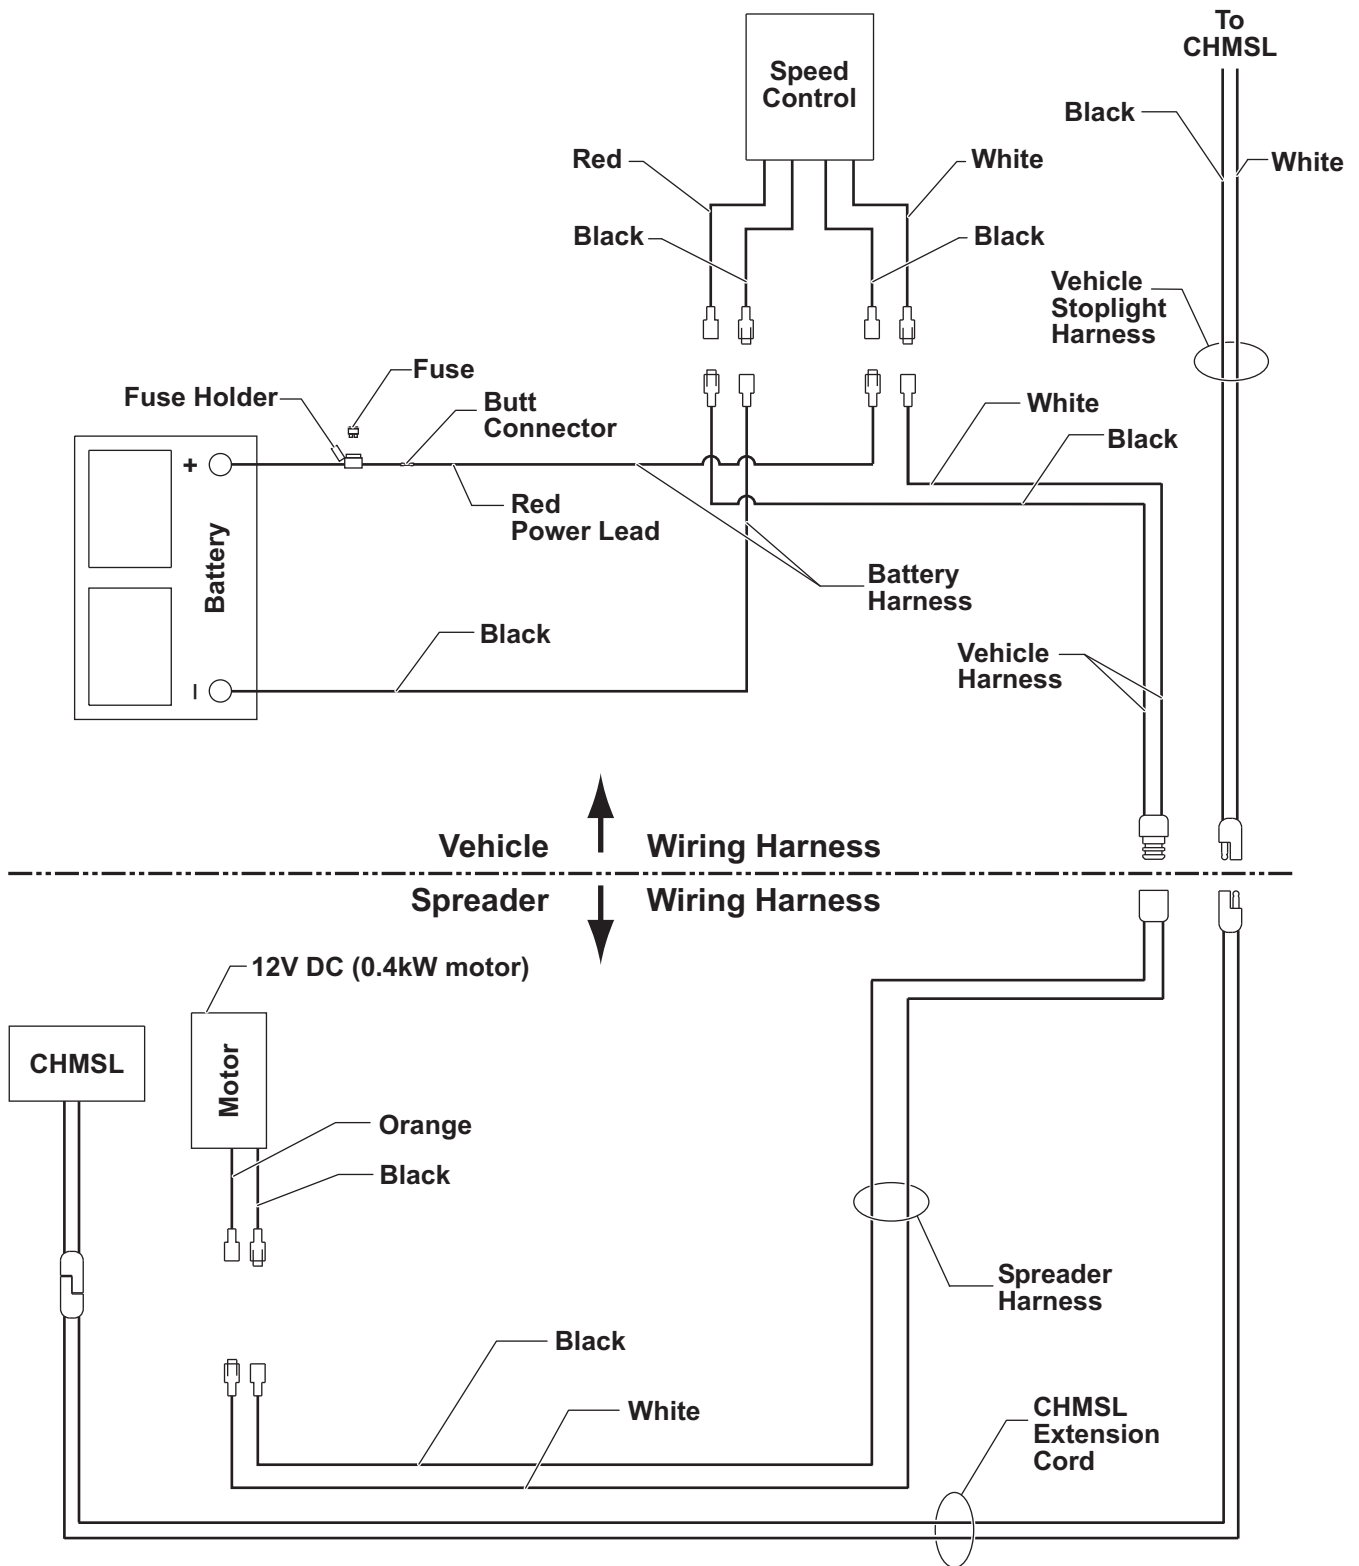 To
CHMSL
Speed
Control
Black
White
Red
White
Black
Black
Vehicle
Stoplight
Harness
Fuse
Fuse Holder
Butt
Connector
White
Black
+
Red
Power Lead
Battery
Battery
Harness
Black
Vehicle
Harness
–
Vehicle Wiring Harness
Spreader Wiring Harness
12V DC (0.4kW motor)
CHMSL
Motor
Orange
Black
Spreader
Harness
Black
White
CHMSL
Extension
Cord